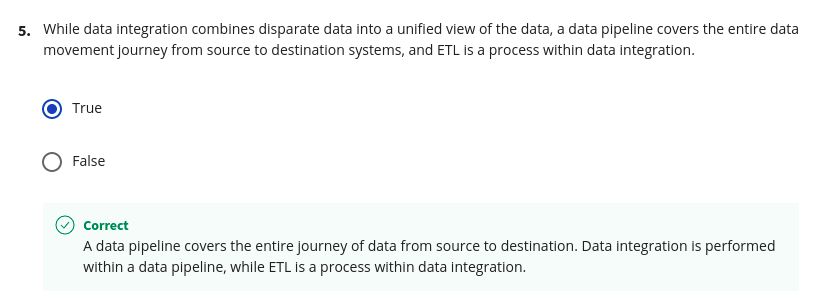 5. While data integration combines disparate data into a unified view of the data, a data pipeline covers the entire data
movement journey from source to destination systems, and ETL is a process within data integration.
True
False
Correct
A data pipeline covers the entire journey of data from source to destination. Data integration is performed
within a data pipeline, while ETL is a process within data integration.